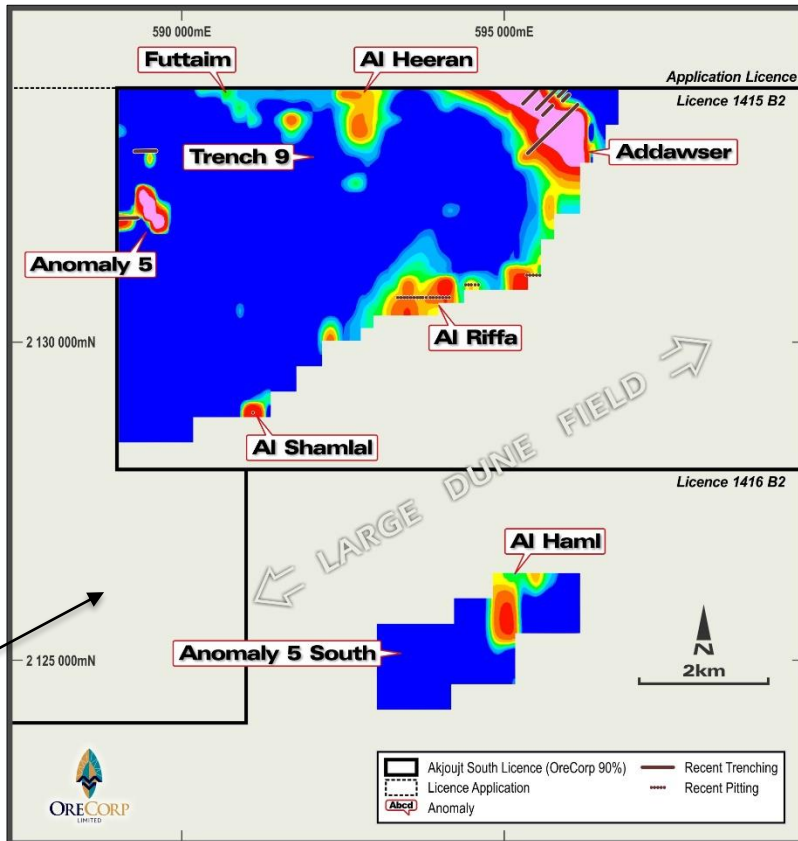 590 000mE
595 000mE
Futtaim
Al Heeran
Application Licence
Licence 1415 B2
Trench 9
Addawser
Anomaly 5
2 130 000mN
Al Riffa
Al Shamlal
LARGE DUNE FIELD
Licence 1416 B2
Al Haml
Anomaly 5 South
2 125 000mN
N
2km
ORECORP
LIMITED
Akjoujt South Licence (OreCorp 90%)
Recent Trenching
Licence Application
Recent Pitting
Abcd
Anomaly